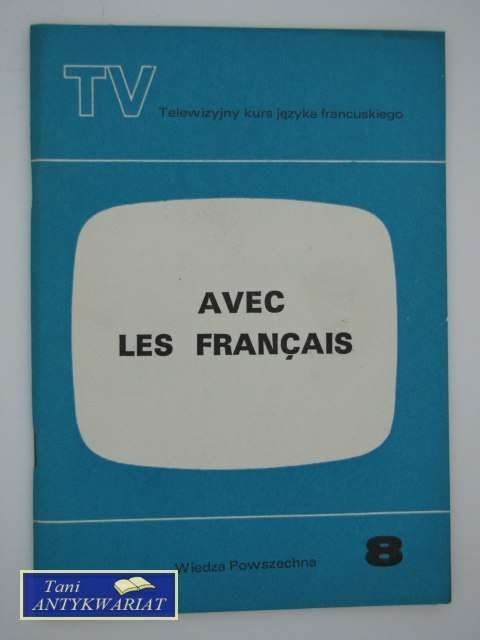 TV Telewizyjny kurs języka francuskiego
AVEC
LES FRANÇAIS
Wiedza Powszechna 8
Tani
ANTYKWARIAT